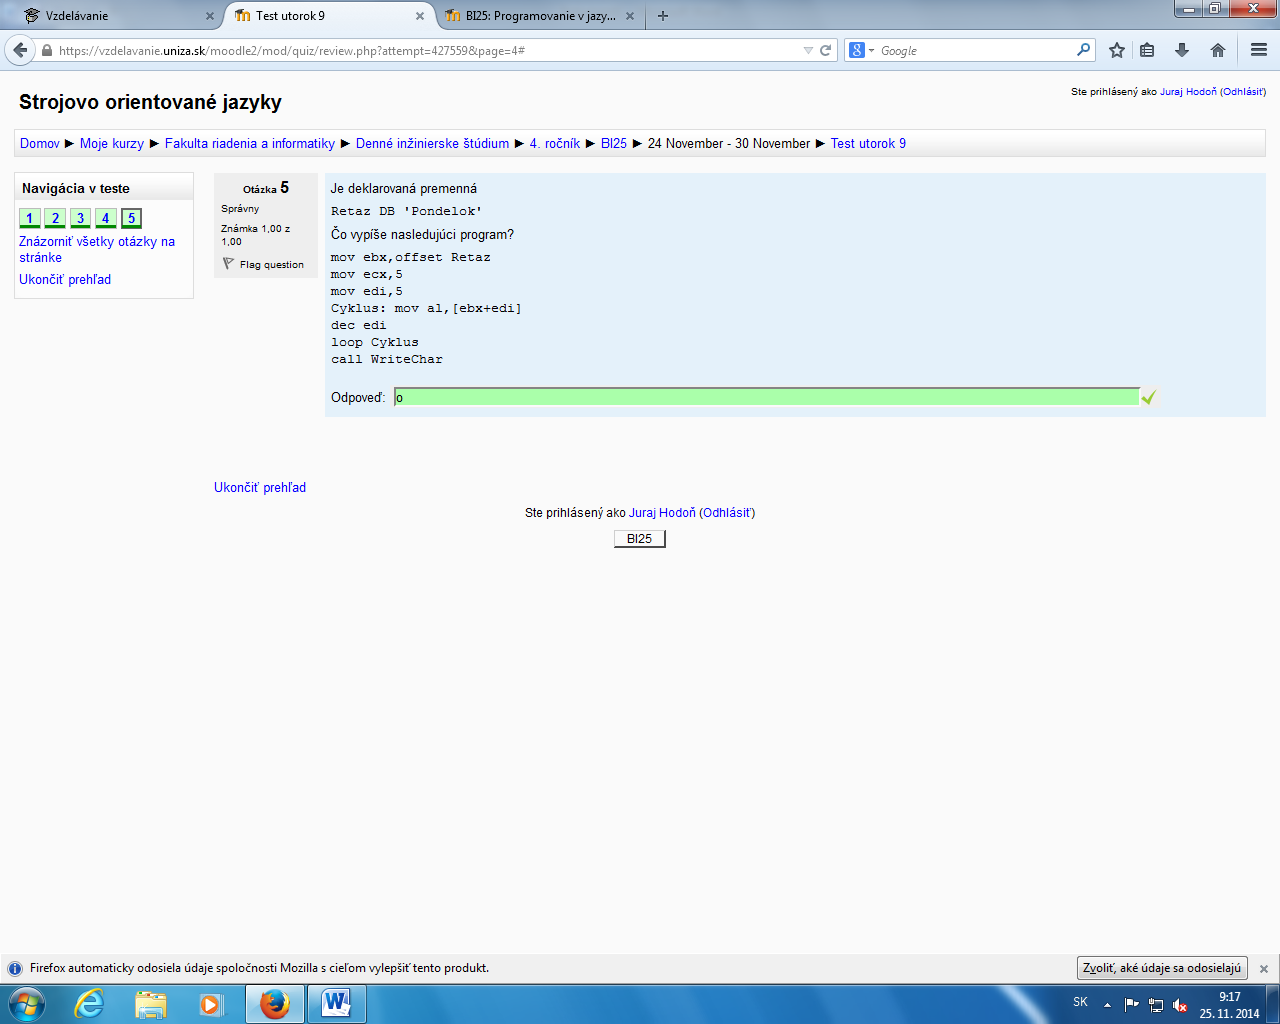 Vzdelávanie
Test utorok 9
BI25: Programovanie v jazy...
https://vzdelavanie.uniza.sk/moodle2/mod/quiz/review.php?attempt=427559&page=4#
Google
Strojovo orientované jazyky
Ste prihlásený ako Juraj Hodoň (Odhlásiť)
Domov ► Moje kurzy ► Fakulta riadenia a informatiky ► Denné inžinierske štúdium ► 4. ročník ► BI25 ► 24 November - 30 November ► Test utorok 9
Navigácia v teste
1 2 3 4 5
Znázorniť všetky otázky na
stránke
Ukončiť prehľad
Otázka 5
Správny
Známka 1,00 z
1,00
Flag question
Je deklarovaná premenná
Retaz DB 'Pondelok'
Čo vypíše nasledujúci program?
mov ebx,offset Retaz
mov ecx,5
mov edi,5
Cyklus: mov al,[ebx+edi]
dec edi
loop Cyklus
call WriteChar
Odpoveď: o
Ukončiť prehľad
Ste prihlásený ako Juraj Hodoň (Odhlásiť)
BI25
Firefox automaticky odosiela údaje spoločnosti Mozilla s cieľom vylepšiť tento produkt.
Zvoliť, aké údaje sa odosielajú
SK
9:17
25. 11. 2014